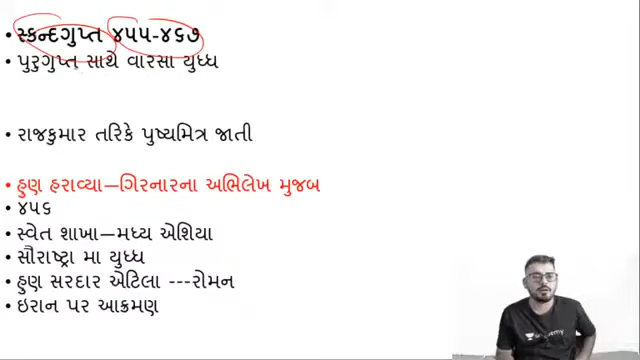 • સ્કન્દગુપ્ત ૪૫૫-૪૬૭
• પુરુગુપ્ત સાથે વારસા યુધ્ધ
• રાજકુમાર તરિકે પુષ્યમિત્ર જાતી
• હુણ હરાવ્યા—ગિરનારના અભિલેખ મુજબ
• ૪૫૬
• સ્વેત શાખા—મધ્ય એશિયા
• સૌરાષ્ટ્રા મા યુધ્ધ
• હુણ સરદાર એટિલા ---રોમન
• ઇરાન પર આક્રમણ